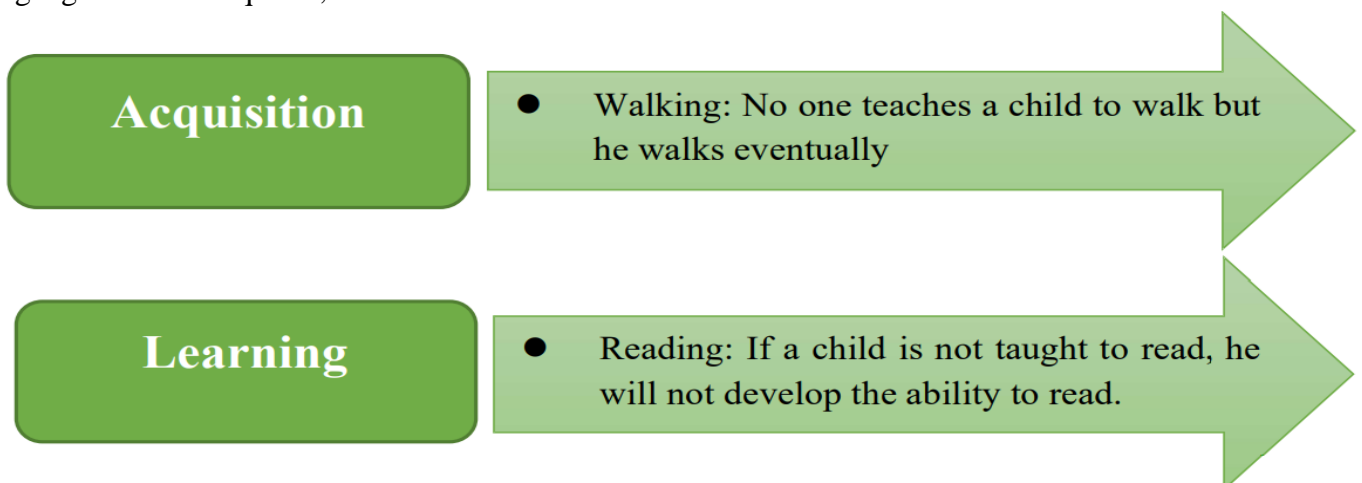 Acquisition
● Walking: No one teaches a child to walk but
he walks eventually
Learning
● Reading: If a child is not taught to read, he
will not develop the ability to read.